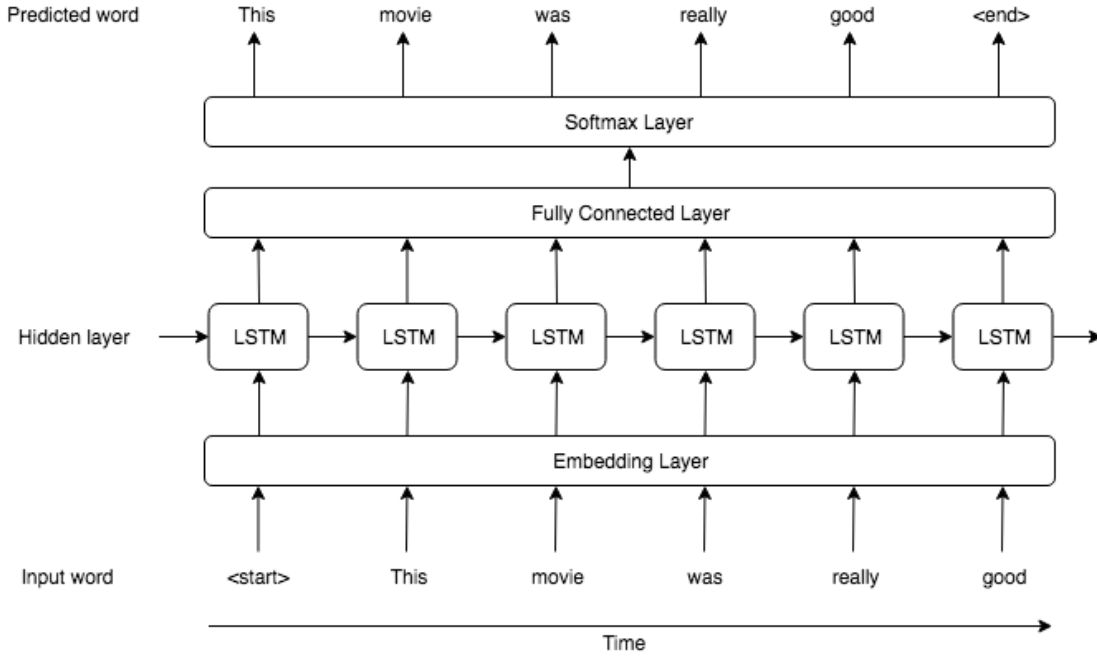 Predicted word This movie was really good <end>
Softmax Layer
Fully Connected Layer
Hidden layer LSTM LSTM LSTM LSTM LSTM LSTM
Embedding Layer
Input word <start> This movie was really good
Time